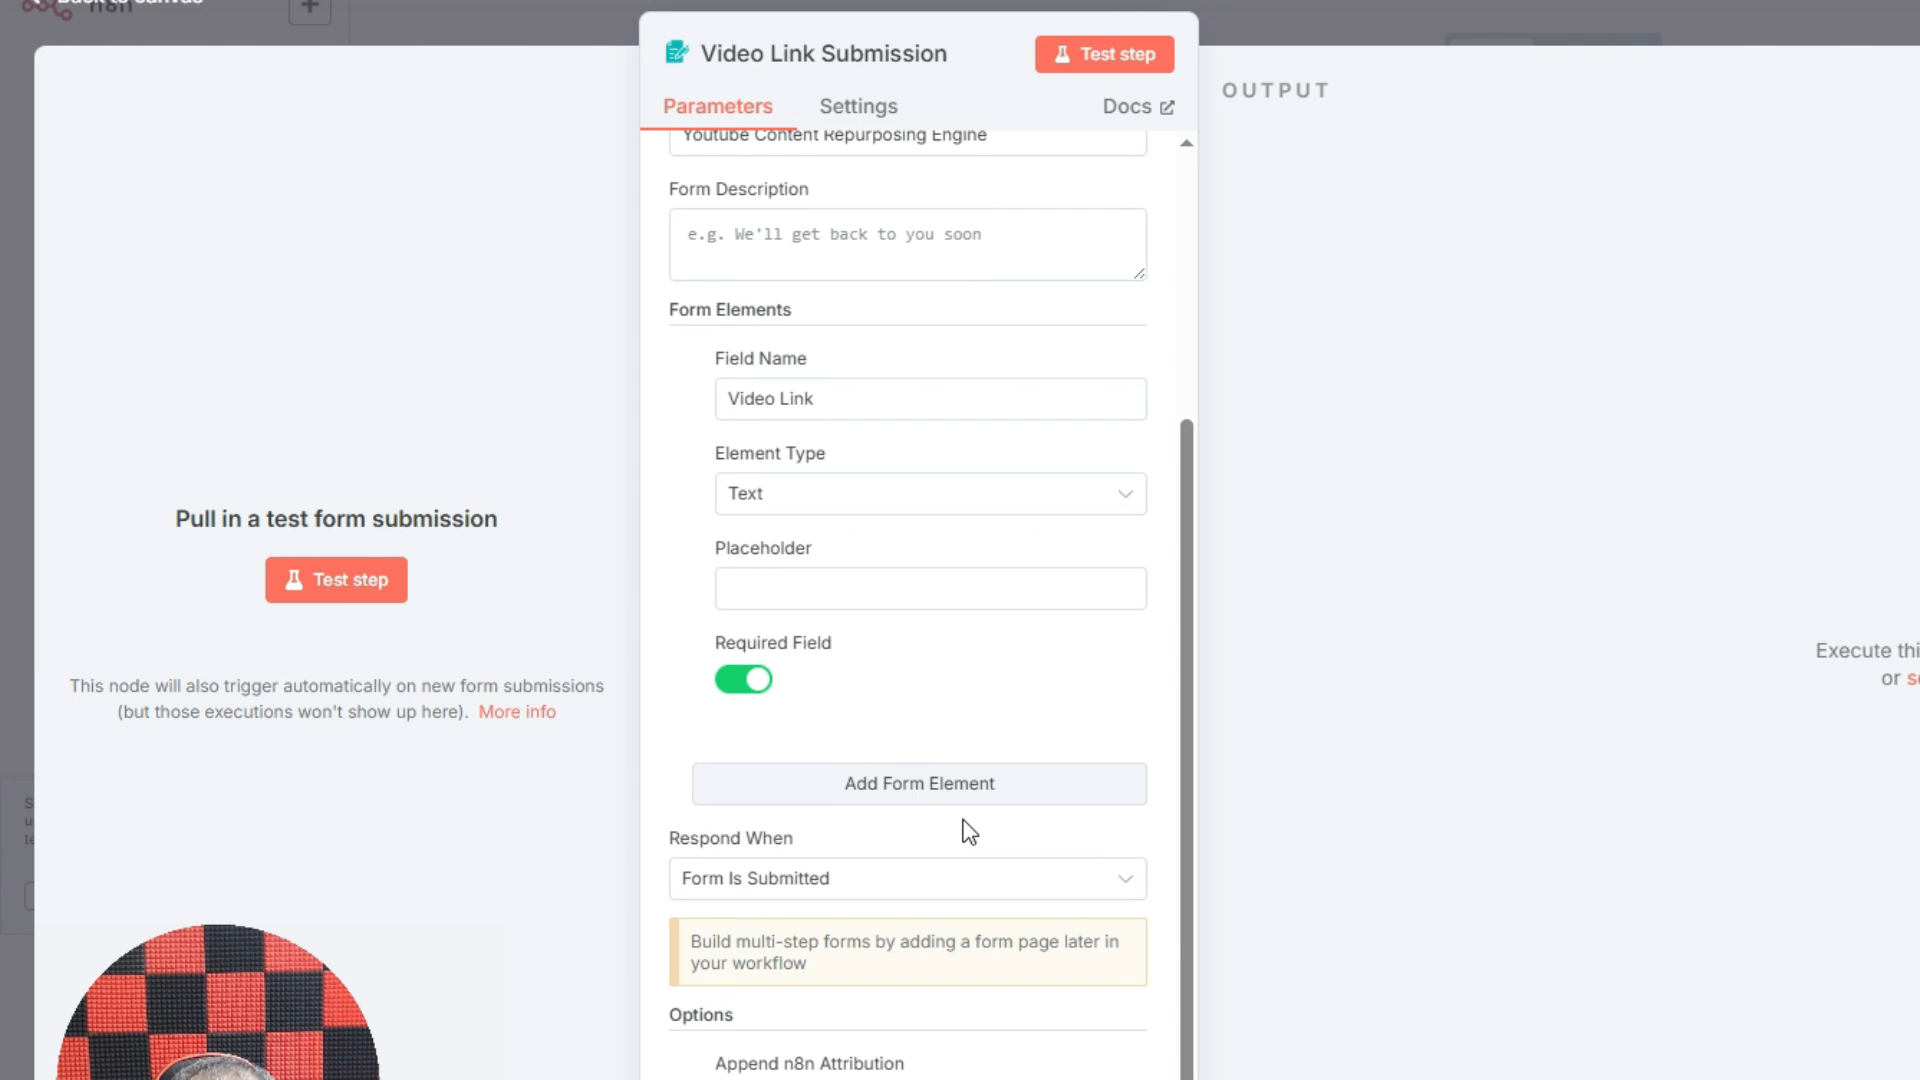 Back to canvas
n8n
+
Video Link Submission
Test step
Parameters
Settings
Docs
OUTPUT
Youtube Content Repurposing Engine
Form Description
e.g. We'll get back to you soon
Form Elements
Field Name
Video Link
Element Type
Text
Placeholder
Pull in a test form submission
Test step
Required Field
Execute thi
or s
This node will also trigger automatically on new form submissions
(but those executions won't show up here). More info
Add Form Element
Respond When
Form Is Submitted
Build multi-step forms by adding a form page later in
your workflow
Options
Append n8n Attribution